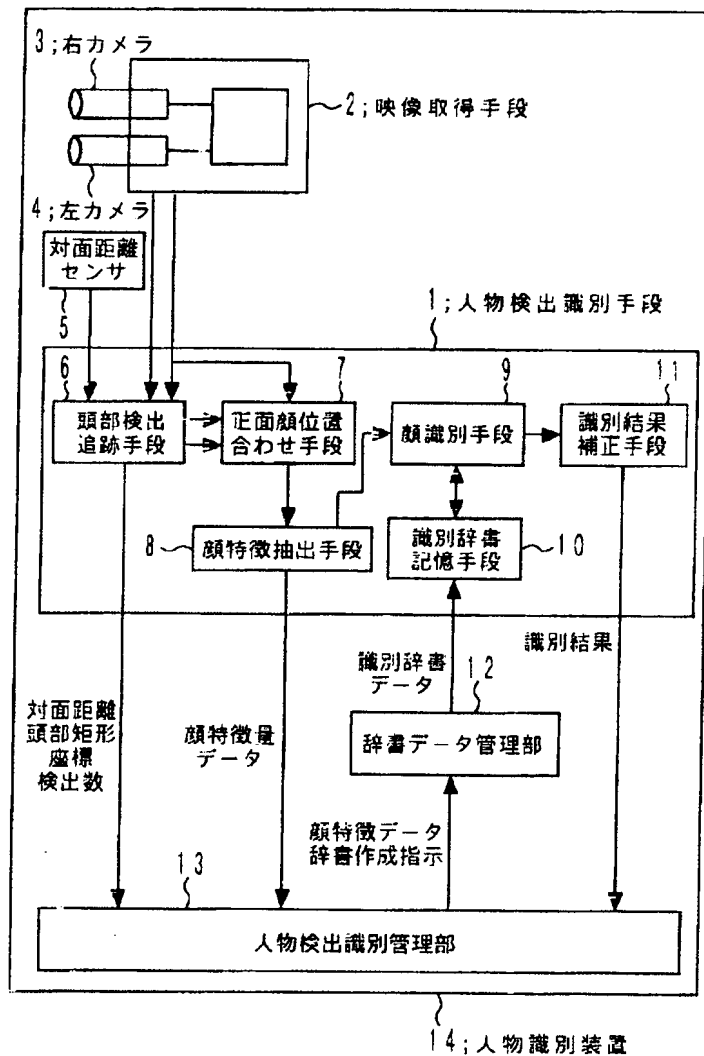 3;右カメラ
2;映像取得手段
4;左カメラ
対面距離
センサ
5
1;人物検出識別手段
6
頭部検出
追跡手段
7
正面顔位置
合わせ手段
9
顔識別手段
11
識別結果
補正手段
8
顔特徴抽出手段
識別辞書
記憶手段
10
対面距離
頭部矩形
座標
検出数
顔特徴量
データ
識別辞書
データ
12
識別結果
辞書データ管理部
顔特徴データ
辞書作成指示
13
人物検出識別管理部
14;人物識別装置